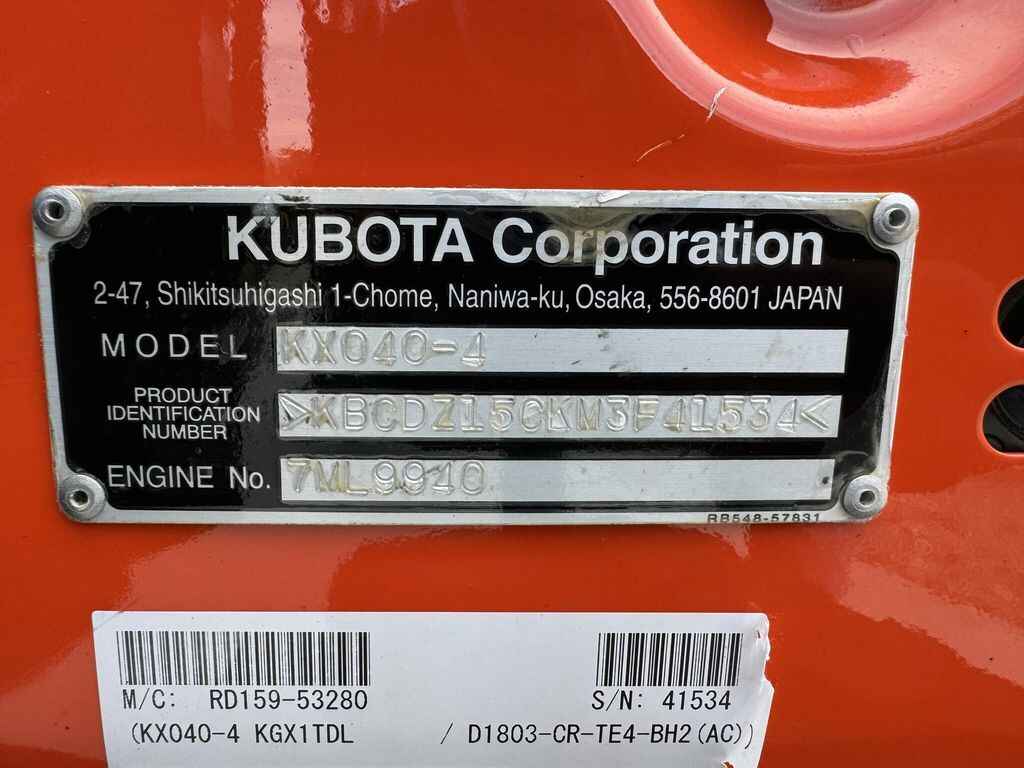 KUBOTA Corporation
2-47, Shikitsuhigashi 1-Chome, Naniwa-ku, Osaka, 556-8601 JAPAN
MODEL KX040-4
PRODUCT
IDENTIFICATION
NUMBER
>KBCDZ15CKM3F41534<
ENGINE No. 7ML9940
RB548-57831
M/C: RD159-53280 S/N: 41534
(KX040-4 KGX1TDL / D1803-CR-TE4-BH2(AC))